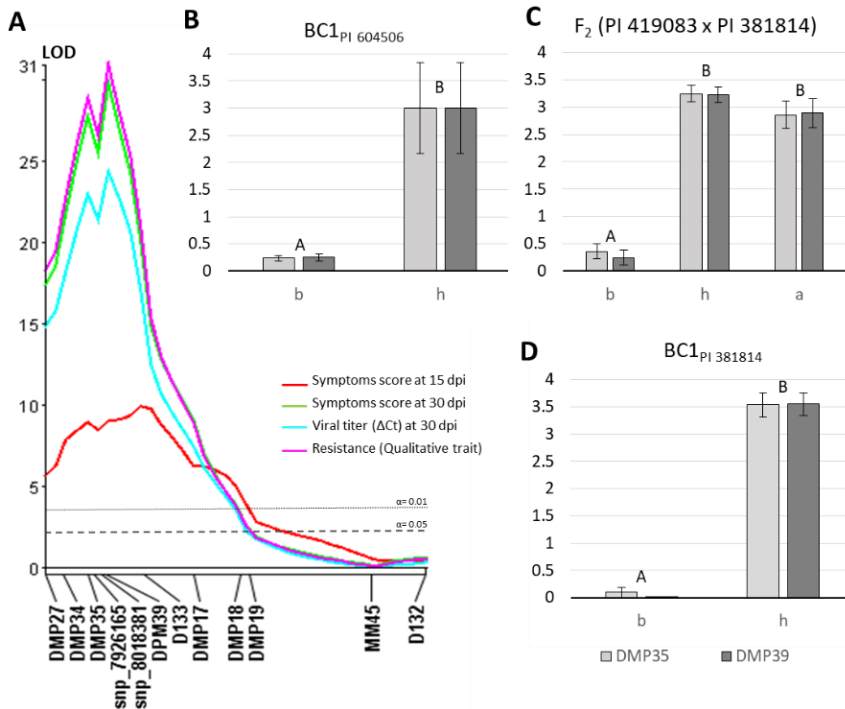 A
LOD
31
25
20
15
10
5
0
Symptoms score at 15 dpi
Symptoms score at 30 dpi
Viral titer (ΔCt) at 30 dpi
Resistance (Qualitative trait)
α= 0.01
α= 0.05
DMP27
DMP34
DMP35
snp_7926165
snp_8018381
DPM39
D133
DMP17
DMP18
DMP19
MM45
D132
B
BC1PI 604506
4
3.5
3
2.5
2
1.5
1
0.5
0
A
B
b h
C
F2 (PI 419083 x PI 381814)
4
3.5
3
2.5
2
1.5
1
0.5
0
A
B
B
b h a
D
BC1PI 381814
4
3.5
3
2.5
2
1.5
1
0.5
0
A
B
b h
DMP35 DMP39